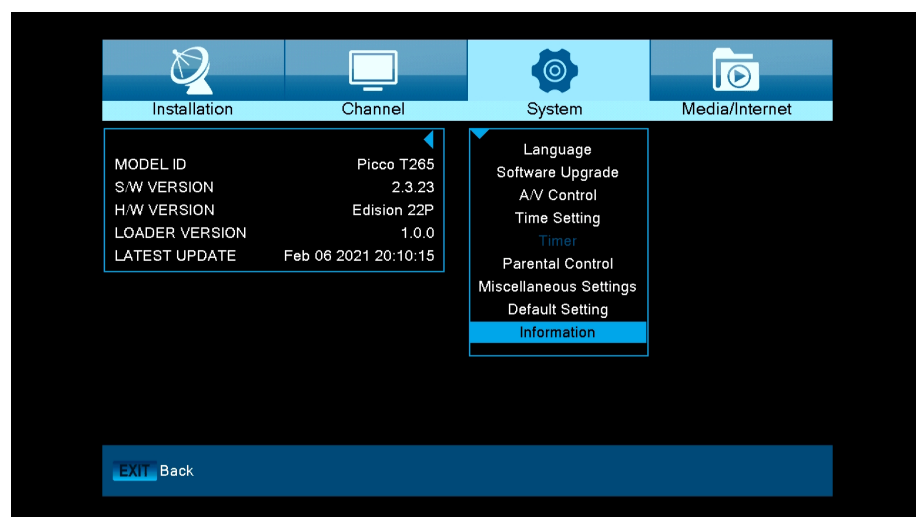 Installation Channel System Media/Internet
MODEL ID Picco T265
S/W VERSION 2.3.23
H/W VERSION Edision 22P
LOADER VERSION 1.0.0
LATEST UPDATE Feb 06 2021 20:10:15
Language
Software Upgrade
A/V Control
Time Setting
Timer
Parental Control
Miscellaneous Settings
Default Setting
Information
EXIT Back